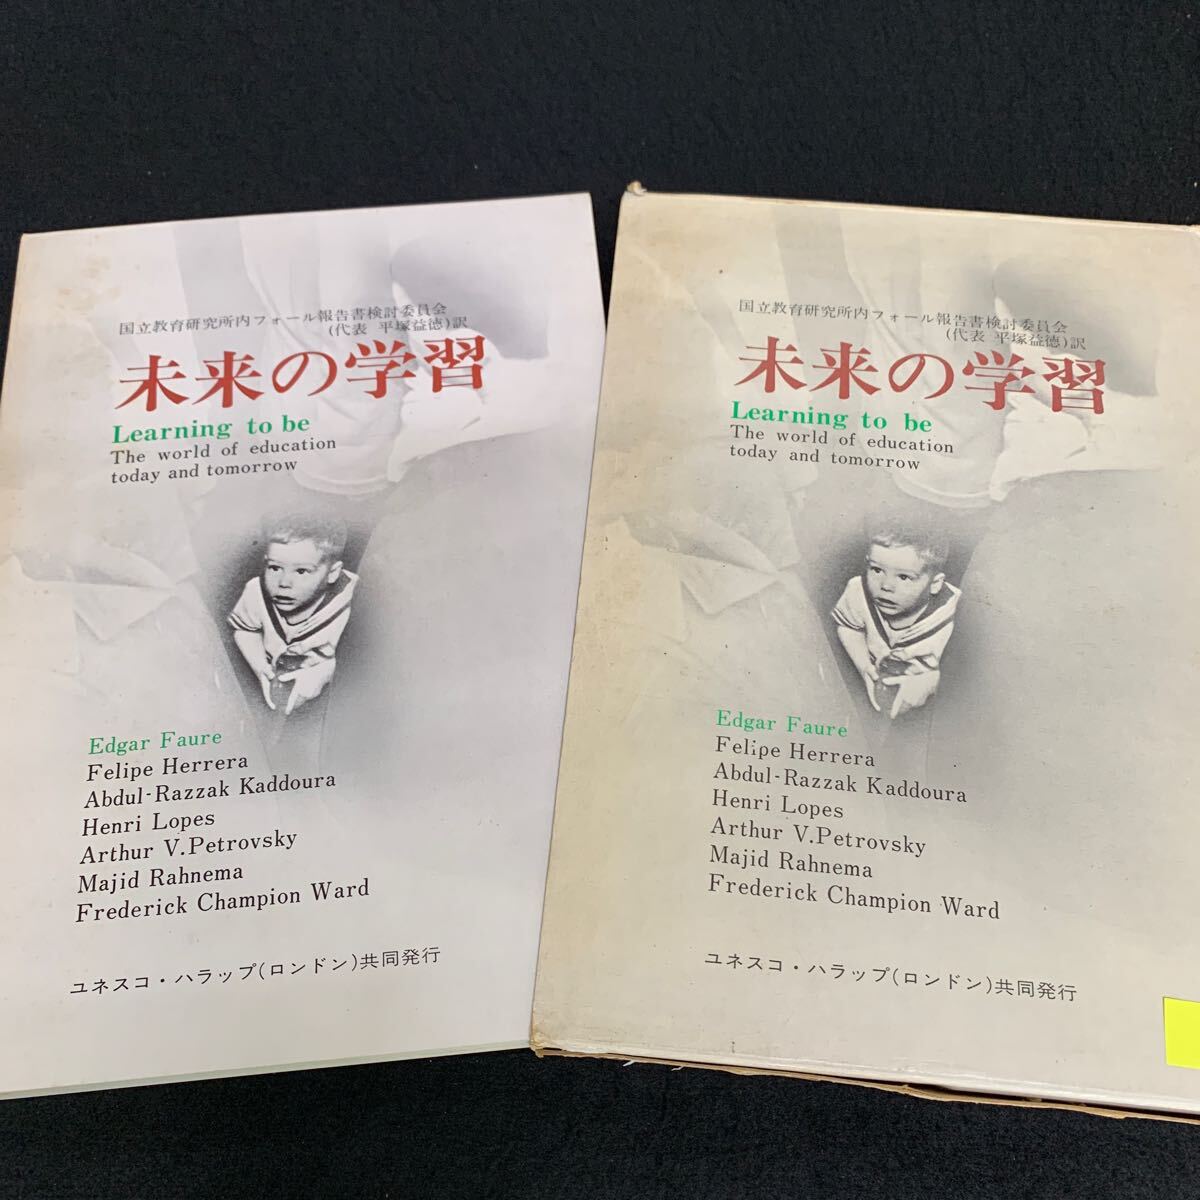 国立教育研究所内フォール報告書検討委員会
(代表 平塚益徳)訳
未来の学習
Learning to be
The world of education
today and tomorrow
Edgar Faure
Felipe Herrera
Abdul-Razzak Kaddoura
Henri Lopes
Arthur V.Petrovsky
Majid Rahnema
Frederick Champion Ward
ユネスコ・ハラップ(ロンドン)共同発行
国立教育研究所内フォール報告書検討委員会
(代表 平塚益徳)訳
未来の学習
Learning to be
The world of education
today and tomorrow
Edgar Faure
Felipe Herrera
Abdul-Razzak Kaddoura
Henri Lopes
Arthur V.Petrovsky
Majid Rahnema
Frederick Champion Ward
ユネスコ・ハラップ(ロンドン)共同発行